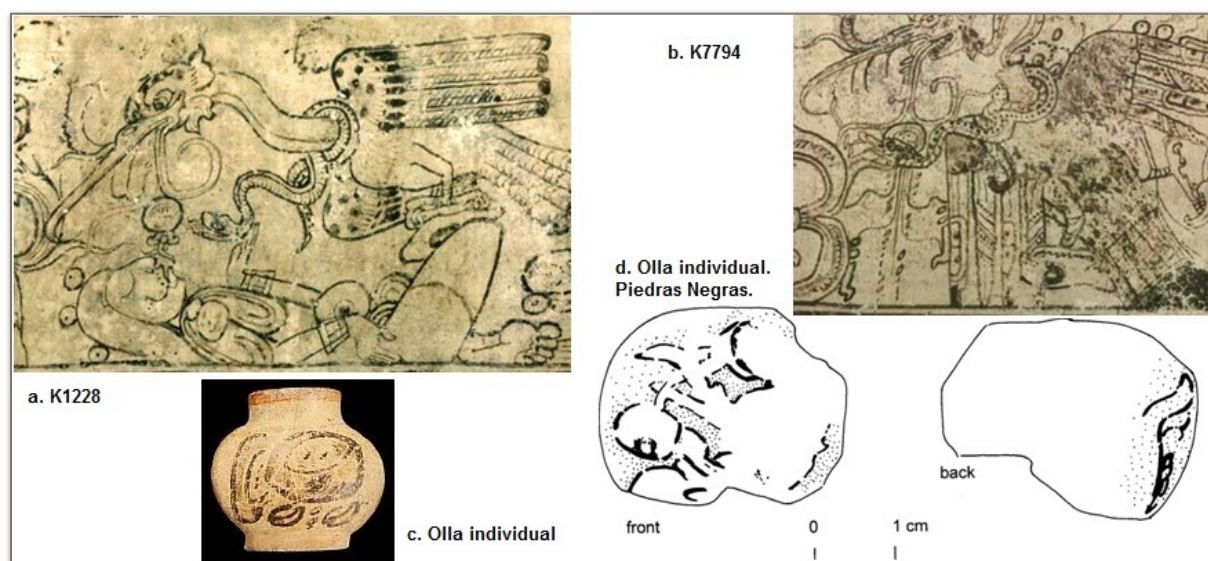 b. K7794
d. Olla individual.
Piedras Negras.
a. K1228
c. Olla individual
back
front
0
1 cm